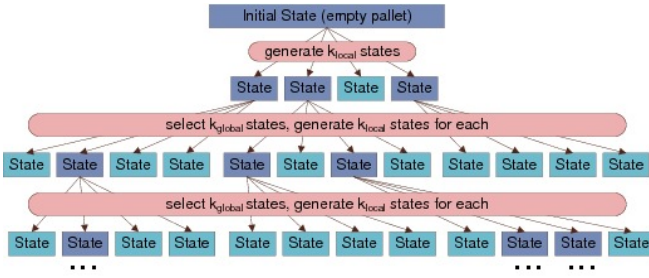 Initial State (empty pallet)
generate klocal states
State State State State
select kglobal states, generate klocal states for each
State State State State State State State State State State State State
select kglobal states, generate klocal states for each
State State State State State State State State State State State State
... ... ...